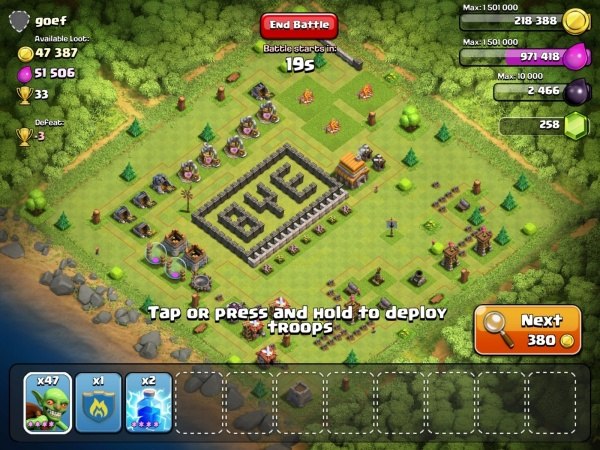 goef
Available Loot:
47 387
51 506
33
Defeat:
-3
End Battle
Battle starts in:
19s
Max: 1 501 000
218 388
Max: 1 501 000
971 418
Max: 10 000
2 466
258
BYE
Tap or press and hold to deploy
troops
Next
380
x47
x1
x2